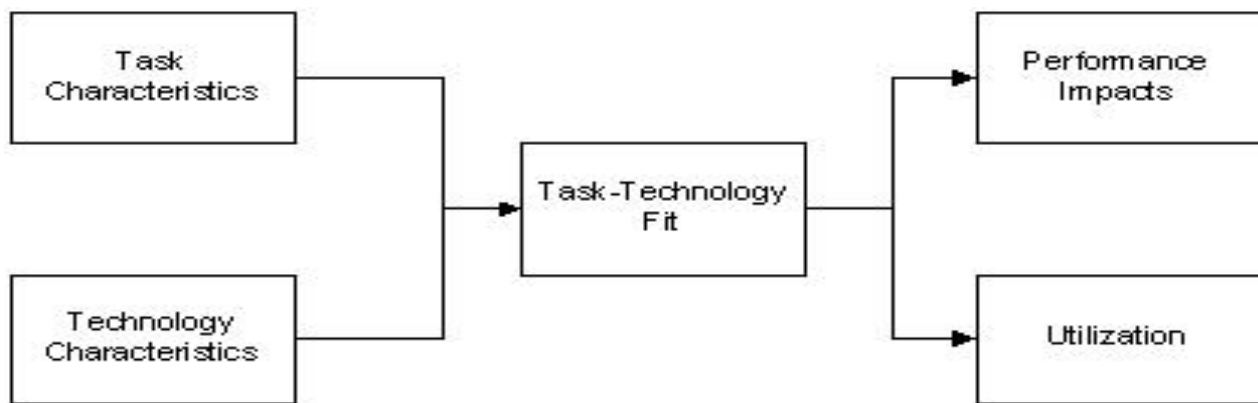 Task
Characteristics
Technology
Characteristics
Task-Technology
Fit
Performance
Impacts
Utilization